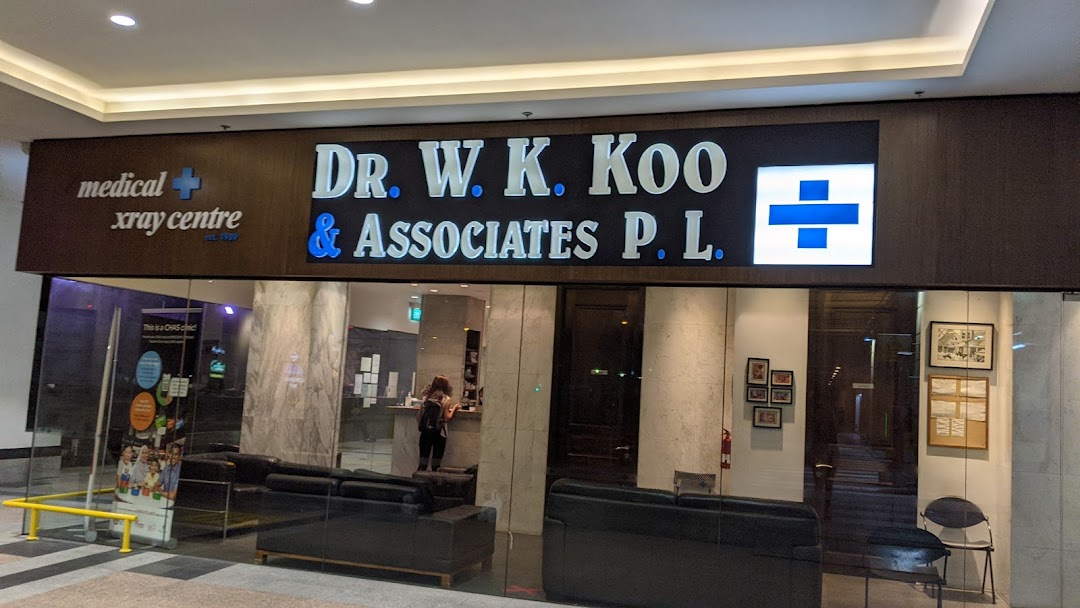 medical
xray centre
est. 1989
DR. W. K. KOO
& ASSOCIATES P. L.
This is a CHAS clinic!